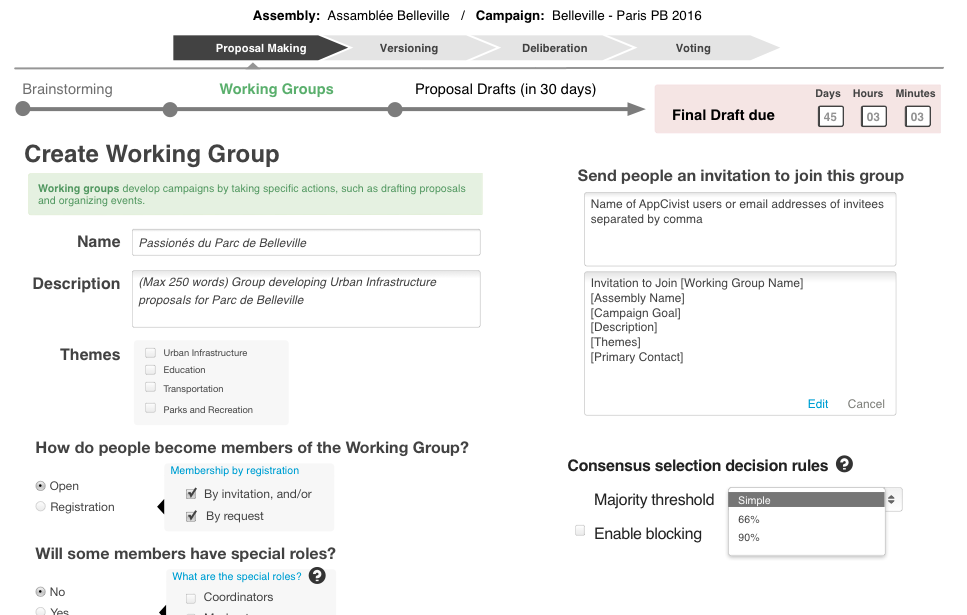 Assembly: Assamblée Belleville / Campaign: Belleville - Paris PB 2016
Proposal Making
Versioning
Deliberation
Voting
Brainstorming
Working Groups
Proposal Drafts (in 30 days)
Final Draft due
Days Hours Minutes
45 03 03
Create Working Group
Working groups develop campaigns by taking specific actions, such as drafting proposals
and organizing events.
Name
Passionés du Parc de Belleville
Description
(Max 250 words) Group developing Urban Infrastructure
proposals for Parc de Belleville
Themes
Urban Infrastructure
Education
Transportation
Parks and Recreation
How do people become members of the Working Group?
Open
Registration
Membership by registration
By invitation, and/or
By request
Will some members have special roles?
No
Yes
What are the special roles? ?
Coordinators
Send people an invitation to join this group
Name of AppCivist users or email addresses of invitees
separated by comma
Invitation to Join [Working Group Name]
[Assembly Name]
[Campaign Goal]
[Description]
[Themes]
[Primary Contact]
Edit Cancel
Consensus selection decision rules ?
Majority threshold
Simple
66%
90%
Enable blocking